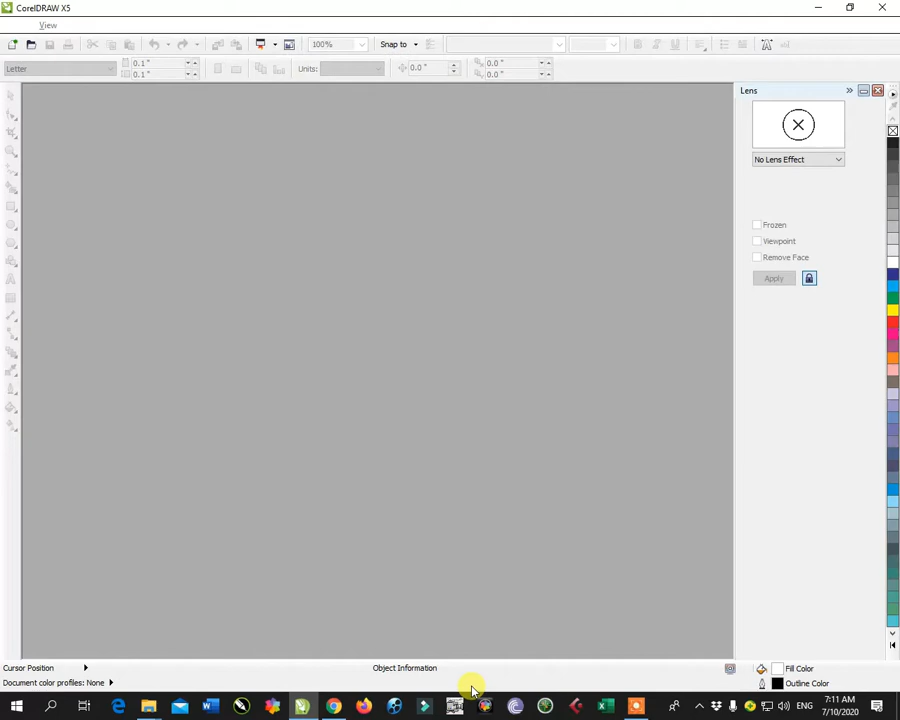 CorelDRAW X5
View
100%
Snap to
Letter
0.1 "
0.1 "
Units:
0.0 °
0.0 "
0.0 "
Lens
No Lens Effect
Frozen
Viewpoint
Remove Face
Apply
Cursor Position
Object Information
Fill Color
Document color profiles: None
Outline Color
ENG
7:11 AM
7/10/2020